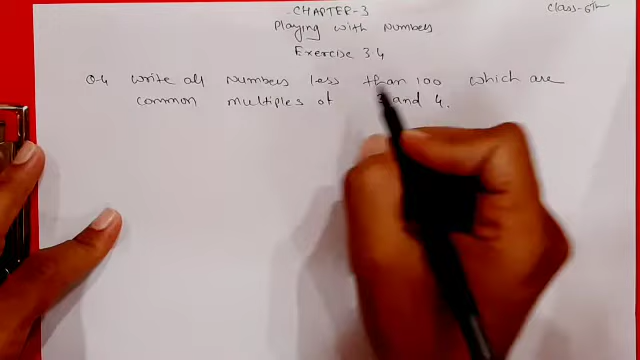 CHAPTER-3
Class-6th
Playing with Numbers
Exercise 3.4
Q.4 Write all Numbers less than 100 which are
common multiples of 3 and 4.